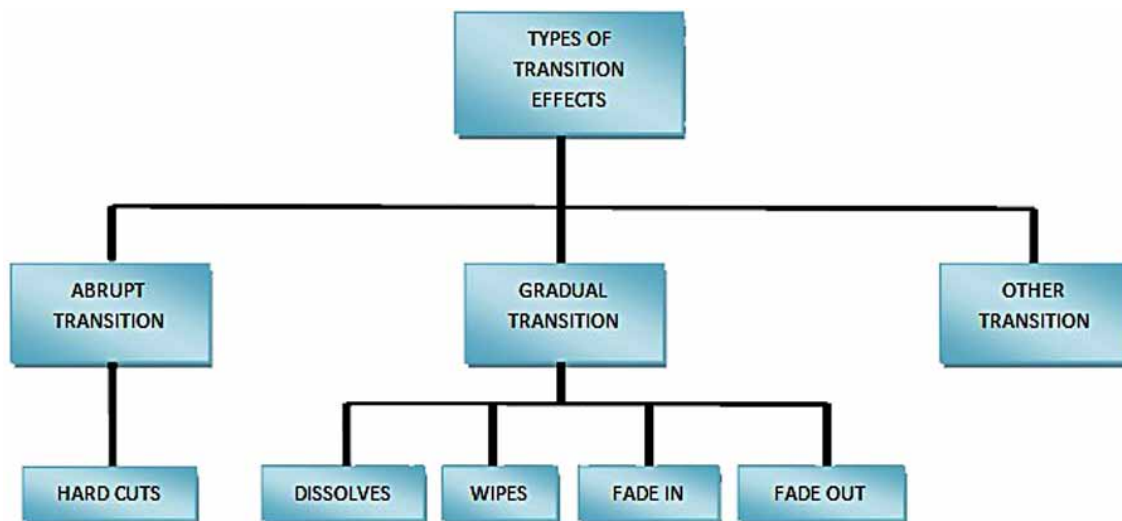 TYPES OF
TRANSITION
EFFECTS
ABRUPT
TRANSITION
GRADUAL
TRANSITION
OTHER
TRANSITION
HARD CUTS
DISSOLVES
WIPES
FADE IN
FADE OUT